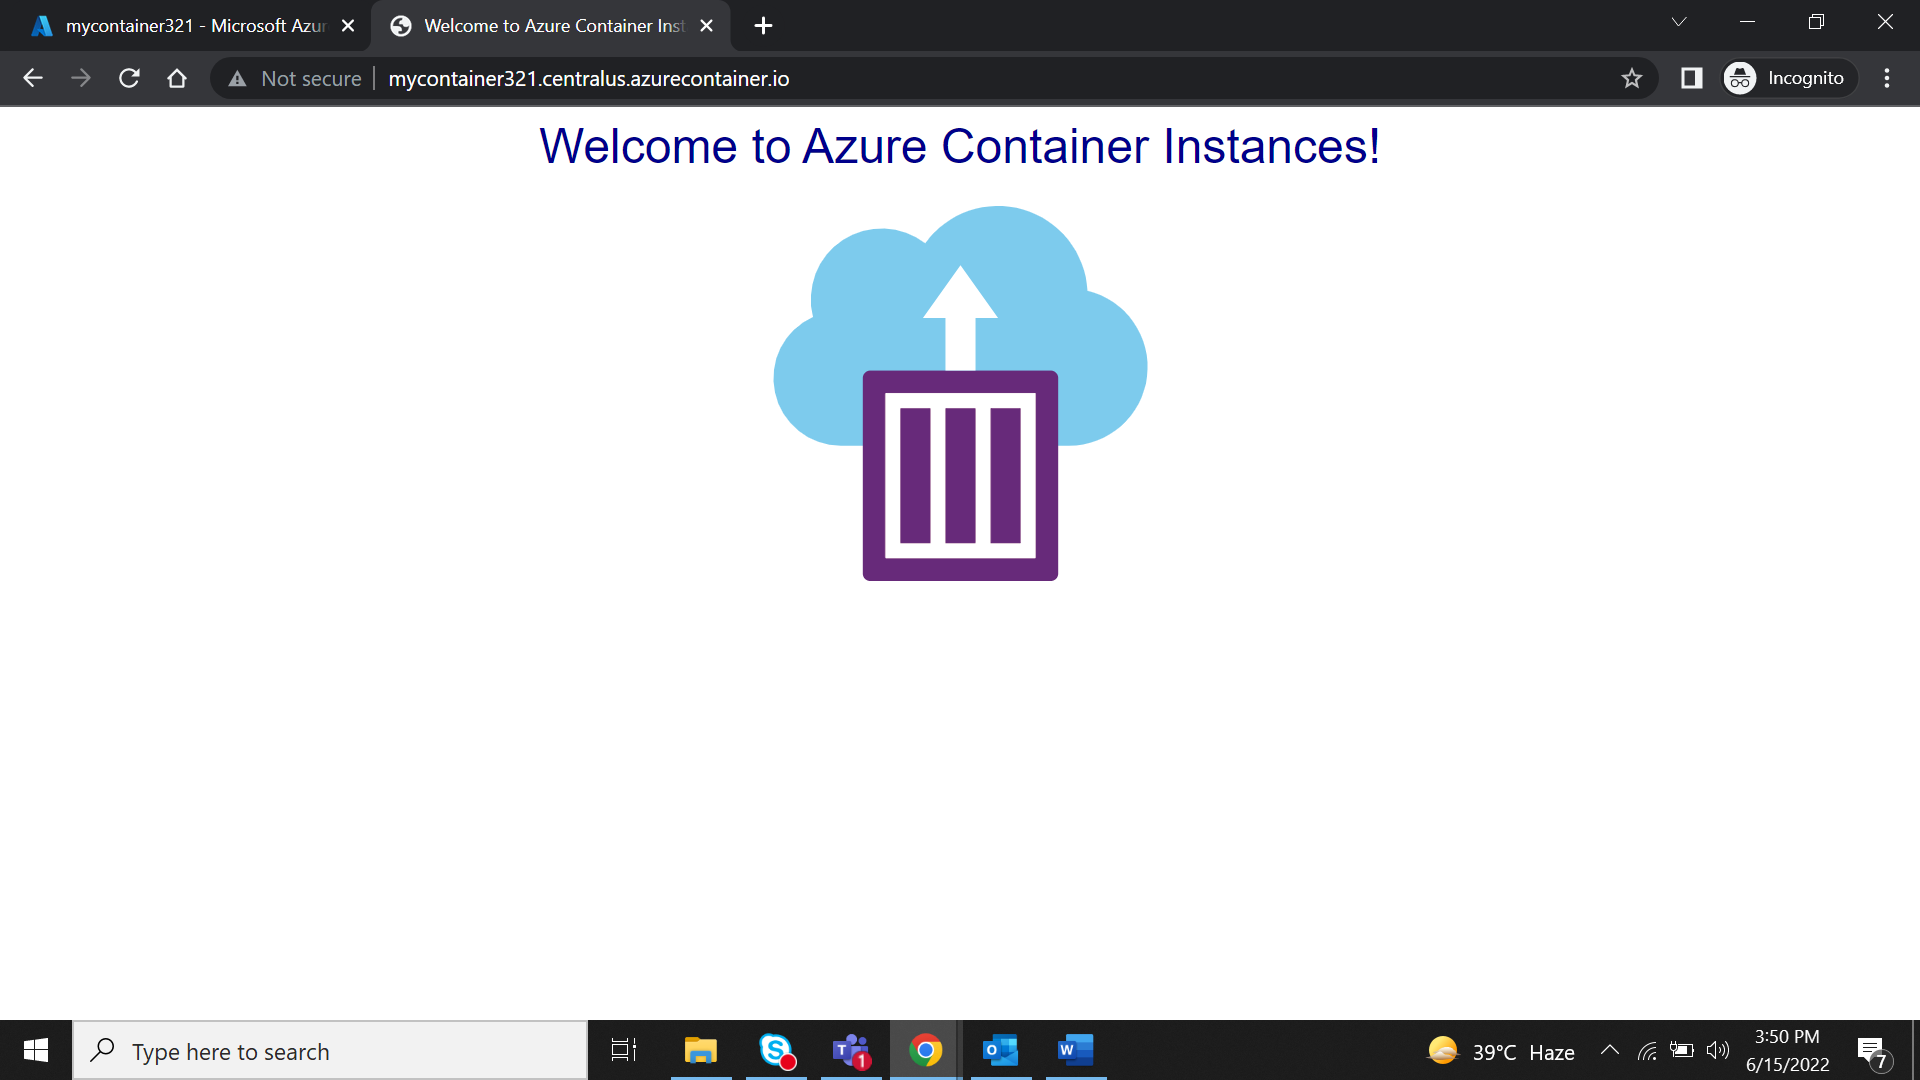 mycontainer321 - Microsoft Azur
Welcome to Azure Container Inst
Not secure
mycontainer321.centralus.azurecontainer.io
Incognito
Welcome to Azure Container Instances!
Type here to search
S
T
1
O
W
39°C Haze
3:50 PM
6/15/2022
7